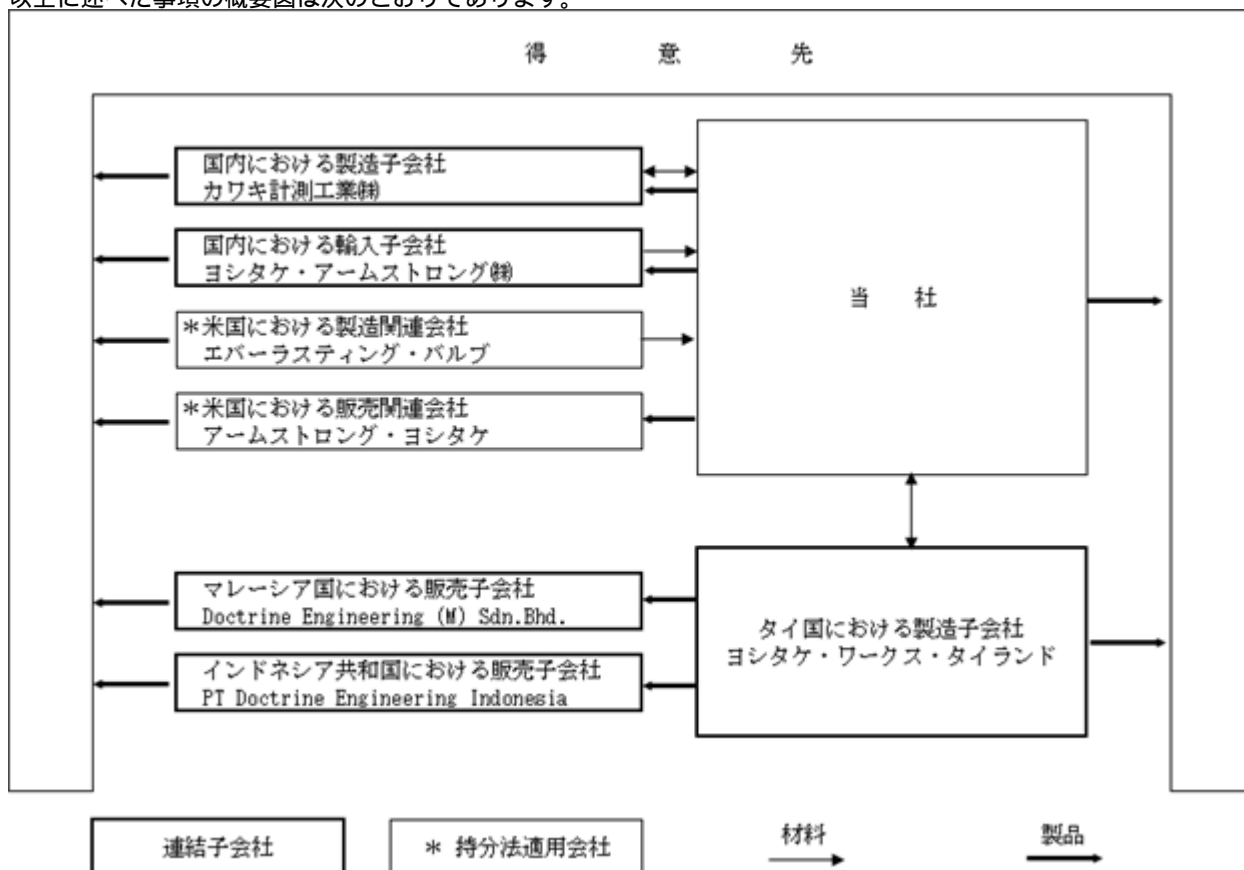 以上に述べた事項の概要図は次のとおりであります。
得 意 先
国内における製造子会社
カワキ計測工業㈱
国内における輸入子会社
ヨシタケ・アームストロング㈱
*米国における製造関連会社
エバーラスティング・バルブ
*米国における販売関連会社
アームストロング・ヨシタケ
当 社
マレーシア国における販売子会社
Doctrine Engineering (M) Sdn.Bhd.
インドネシア共和国における販売子会社
PT Doctrine Engineering Indonesia
タイ国における製造子会社
ヨシタケ・ワークス・タイランド
連結子会社
* 持分法適用会社
材料
製品